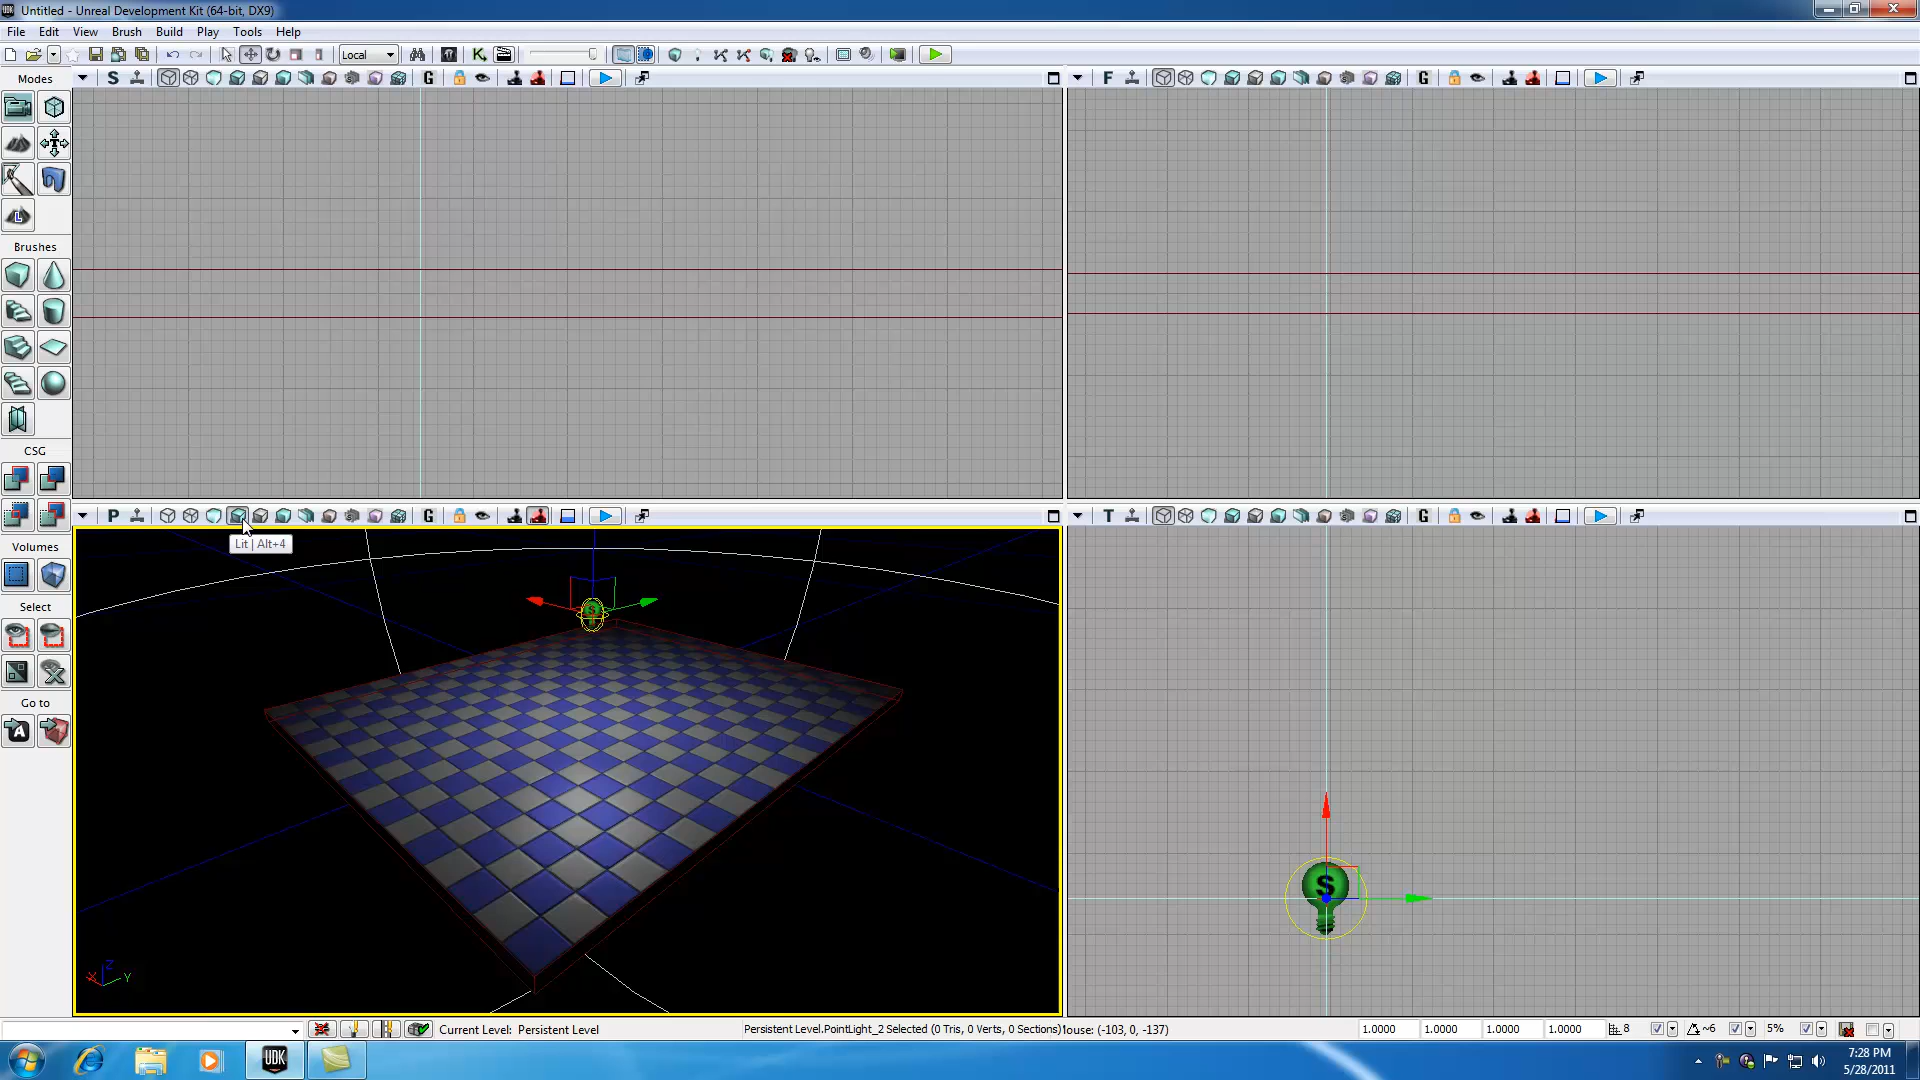 Untitled - Unreal Development Kit (64-bit, DX9)
File Edit View Brush Build Play Tools Help
Local
Modes
S
G
F
G
Brushes
CSG
P
G
T
G
Lit | Alt+4
Volumes
Select
Go to
A
L
S
X
Z
Y
Current Level: Persistent Level
Persistent Level.PointLight_2 Selected (0 Tris, 0 Verts, 0 Sections)
louse: (-103, 0, -137)
1.0000
1.0000
1.0000
1.0000
8
~6
5%
UDK
7:28 PM
5/28/2011